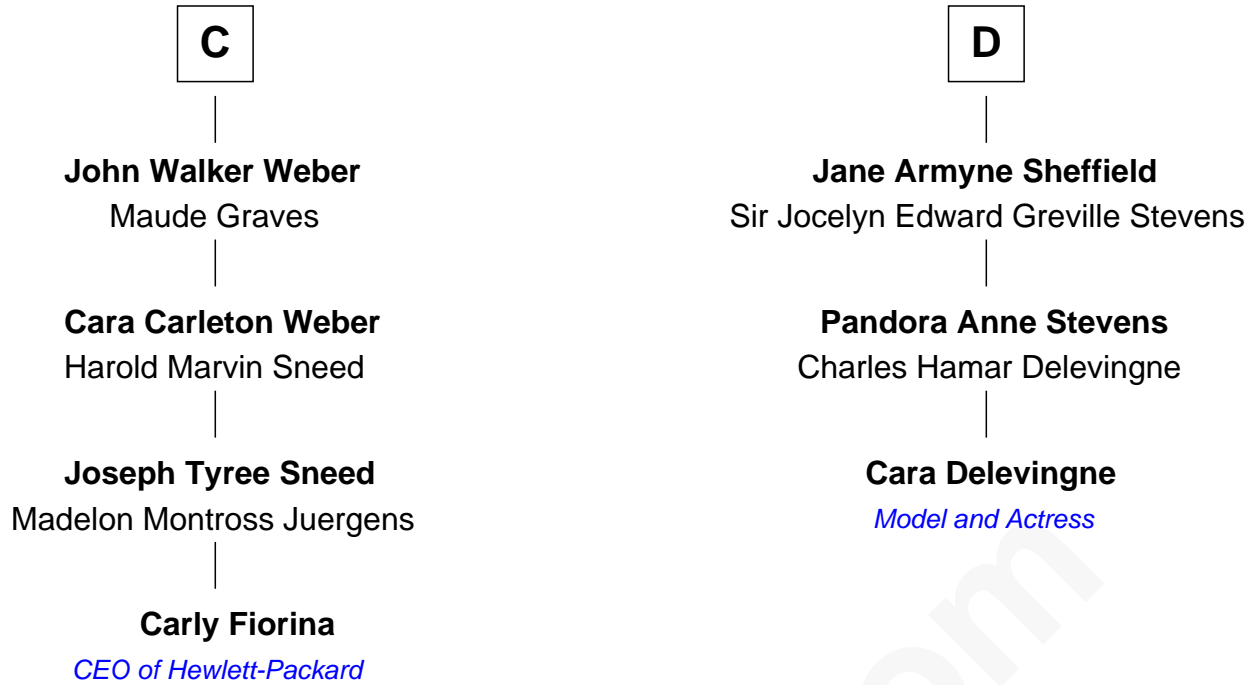 C
John Walker Weber
Maude Graves
Cara Carleton Weber
Harold Marvin Sneed
Joseph Tyree Sneed
Madelon Montross Juergens
Carly Fiorina
CEO of Hewlett-Packard
D
Jane Armyne Sheffield
Sir Jocelyn Edward Greville Stevens
Pandora Anne Stevens
Charles Hamar Delevingne
Cara Delevingne
Model and Actress
om